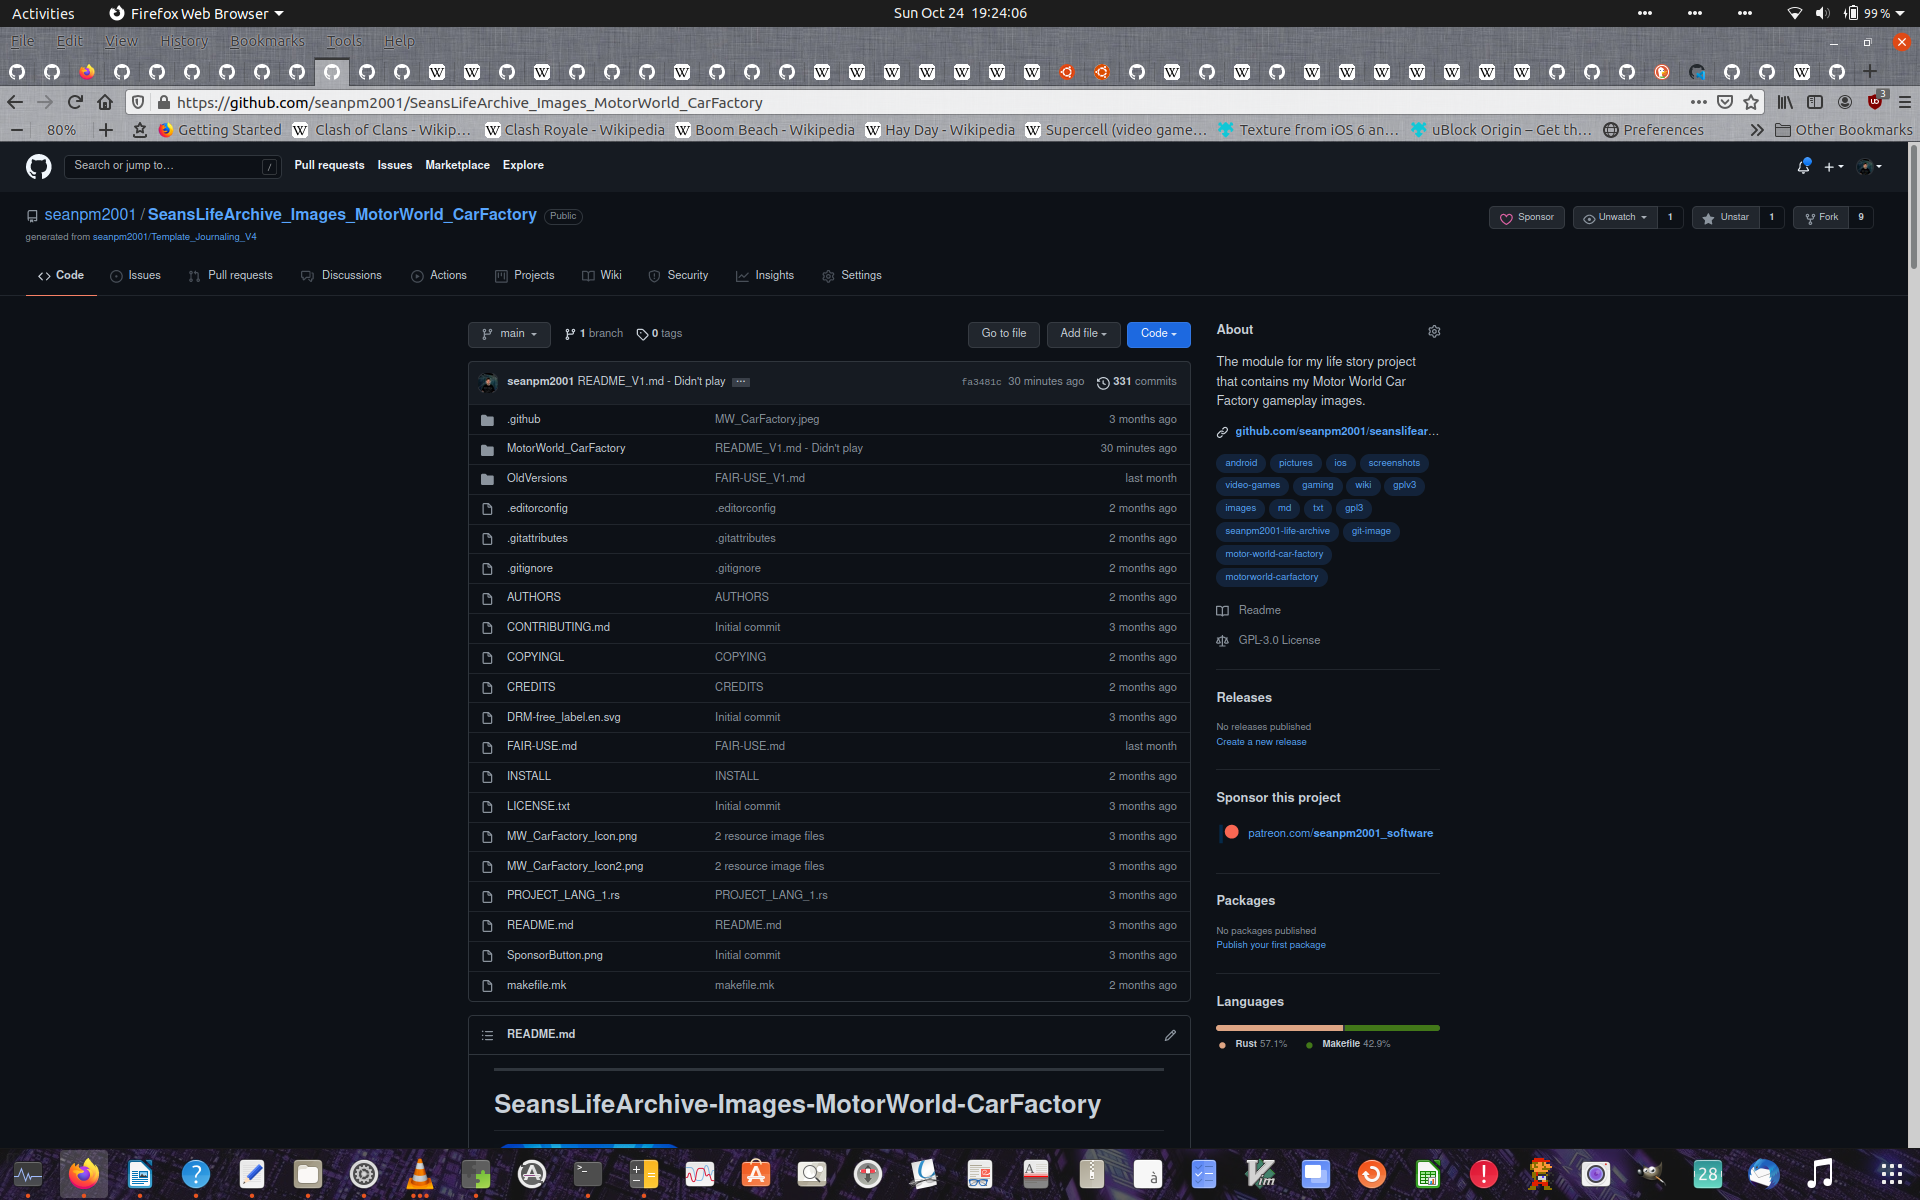 Activities Firefox Web Browser Sun Oct 24 19:24:06 99 %
File Edit View History Bookmarks Tools Help
https://github.com/seanpm2001/SeansLifeArchive_Images_MotorWorld_CarFactory 3
80% Getting Started Clash of Clans - Wikip… Clash Royale - Wikipedia Boom Beach - Wikipedia Hay Day - Wikipedia Supercell (video game… Texture from iOS 6 an… uBlock Origin – Get th… Preferences Other Bookmarks
Search or jump to… / Pull requests Issues Marketplace Explore
seanpm2001 / SeansLifeArchive_Images_MotorWorld_CarFactory Public Sponsor Unwatch 1 Unstar 1 Fork 9
generated from seanpm2001/Template_Journaling_V4
Code Issues Pull requests Discussions Actions Projects Wiki Security Insights Settings
main 1 branch 0 tags Go to file Add file Code
seanpm2001 README_V1.md - Didn't play ... fa3481c 30 minutes ago 331 commits
.github MW_CarFactory.jpeg 3 months ago
MotorWorld_CarFactory README_V1.md - Didn't play 30 minutes ago
OldVersions FAIR-USE_V1.md last month
.editorconfig .editorconfig 2 months ago
.gitattributes .gitattributes 2 months ago
.gitignore .gitignore 2 months ago
AUTHORS AUTHORS 2 months ago
CONTRIBUTING.md Initial commit 3 months ago
COPYINGL COPYING 2 months ago
CREDITS CREDITS 2 months ago
DRM-free_label.en.svg Initial commit 3 months ago
FAIR-USE.md FAIR-USE.md last month
INSTALL INSTALL 2 months ago
LICENSE.txt Initial commit 3 months ago
MW_CarFactory_Icon.png 2 resource image files 3 months ago
MW_CarFactory_Icon2.png 2 resource image files 3 months ago
PROJECT_LANG_1.rs PROJECT_LANG_1.rs 3 months ago
README.md README.md 3 months ago
SponsorButton.png Initial commit 3 months ago
makefile.mk makefile.mk 2 months ago
README.md
SeansLifeArchive-Images-MotorWorld-CarFactory
About
The module for my life story project
that contains my Motor World Car
Factory gameplay images.
github.com/seanpm2001/seanslifear…
android pictures ios screenshots
video-games gaming wiki gplv3
images md txt gpl3
seanpm2001-life-archive git-image
motor-world-car-factory
motorworld-carfactory
Readme
GPL-3.0 License
Releases
No releases published
Create a new release
Sponsor this project
patreon.com/seanpm2001_software
Packages
No packages published
Publish your first package
Languages
Rust 57.1% Makefile 42.9%
28